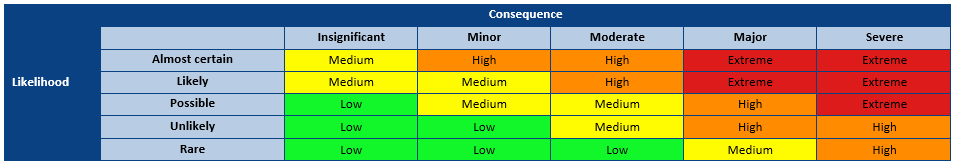 Consequence
Insignificant Minor Moderate Major Severe
Almost certain Medium High High Extreme Extreme
Likelihood Likely Medium Medium High Extreme Extreme
Possible Low Medium Medium High Extreme
Unlikely Low Low Medium High High
Rare Low Low Low Medium High